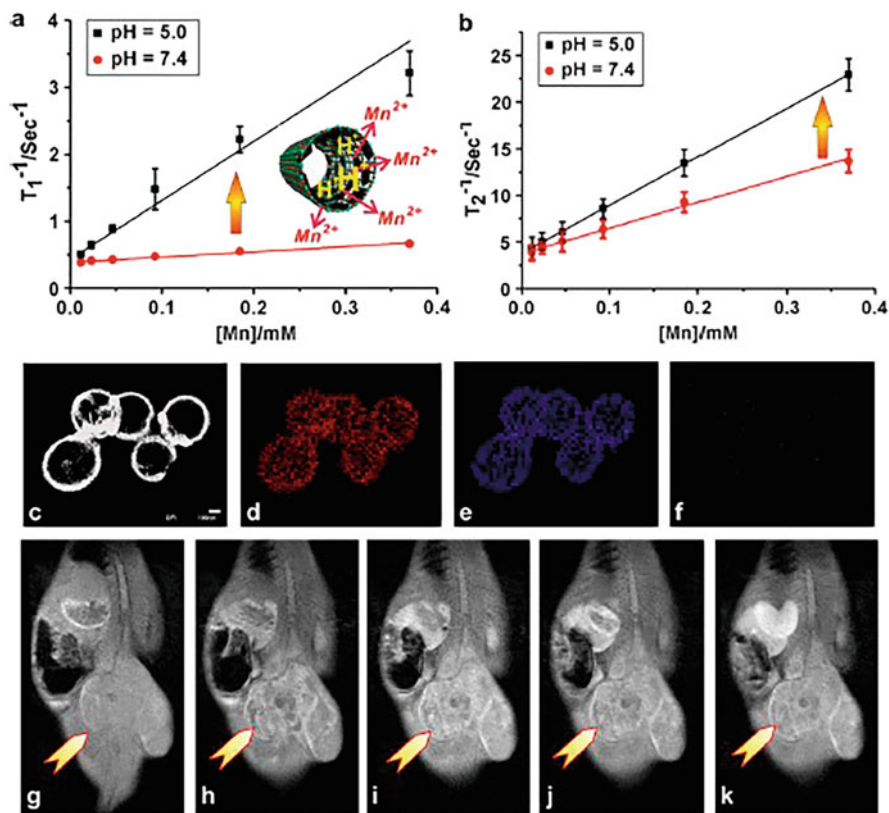 a
pH = 5.0
pH = 7.4
T₁⁻¹/Sec⁻¹
4
3
2
1
0
0.0 0.1 0.2 0.3 0.4
[Mn]/mM
H⁺
H
H
Mn²⁺
Mn²⁺
Mn²⁺
Mn²⁺
b
pH = 5.0
pH = 7.4
T₂⁻¹/Sec⁻¹
25
20
15
10
5
0
0.0 0.1 0.2 0.3 0.4
[Mn]/mM
c
d
e
f
g
h
i
j
k